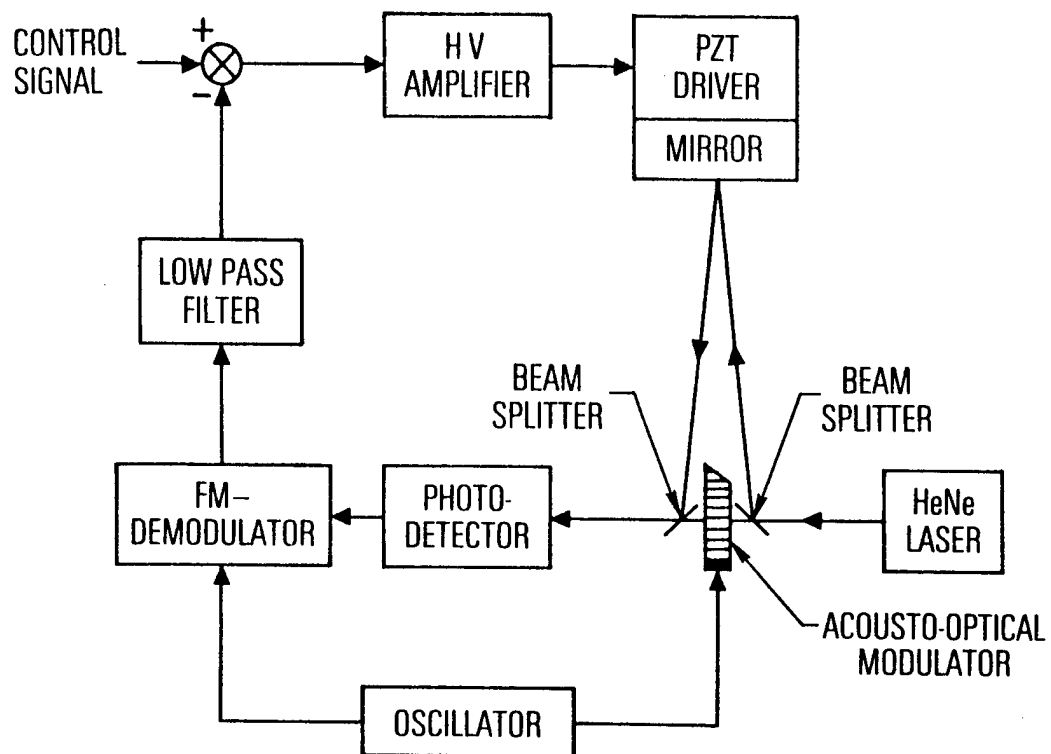 CONTROL
SIGNAL
+
−
HV
AMPLIFIER
PZT
DRIVER
MIRROR
LOW PASS
FILTER
BEAM
SPLITTER
BEAM
SPLITTER
FM–
DEMODULATOR
PHOTO-
DETECTOR
HeNe
LASER
ACOUSTO-OPTICAL
MODULATOR
OSCILLATOR